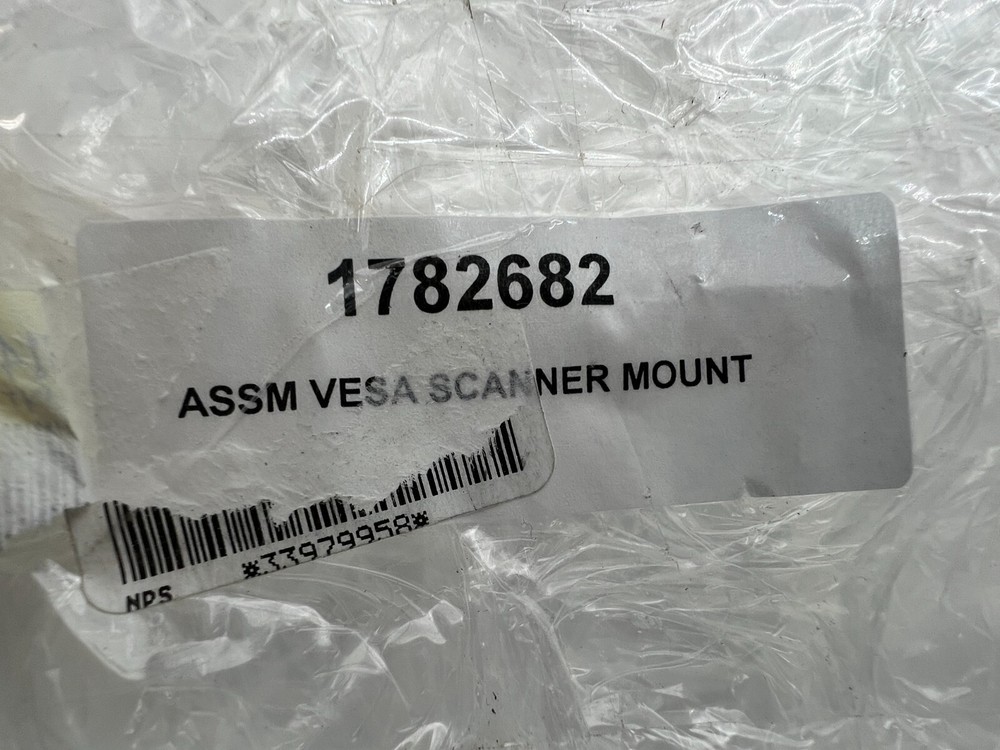 1782682
ASSM VESA SCANNER MOUNT
*33979958*
NPS